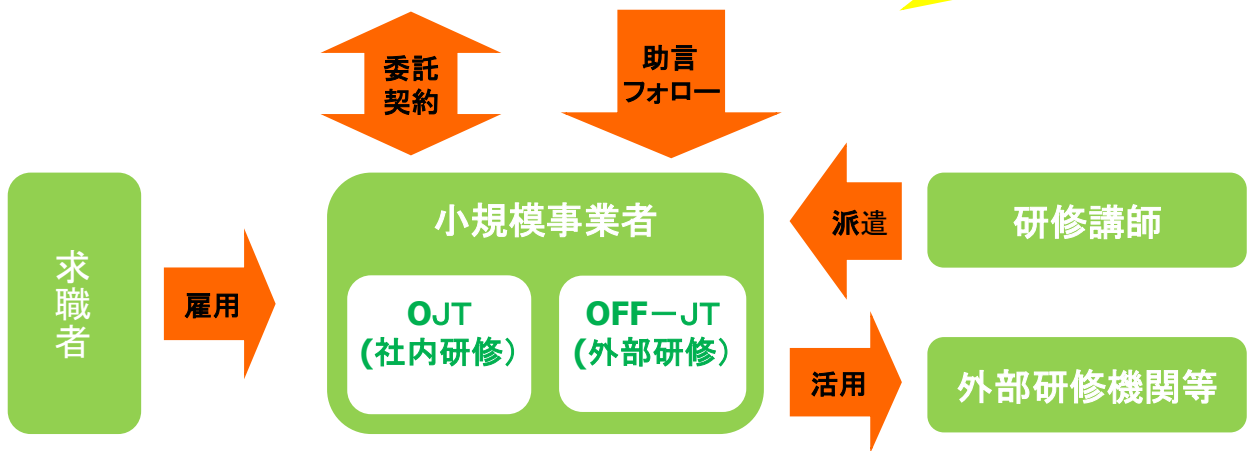 委託
契約
助言
フォロー
小規模事業者
求職者
雇用
OJT
(社内研修)
OFF-JT
(外部研修)
派遣
研修講師
活用
外部研修機関等